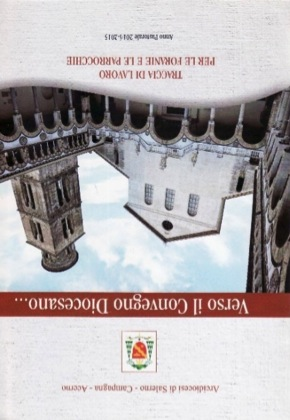 Arcidiocesi di Salerno - Campagna - Acerno
Verso il Convegno Diocesano...
TRACCIA DI LAVORO
PER LE FORANIE E LE PARROCCHIE
Anno Pastorale 2014-2015